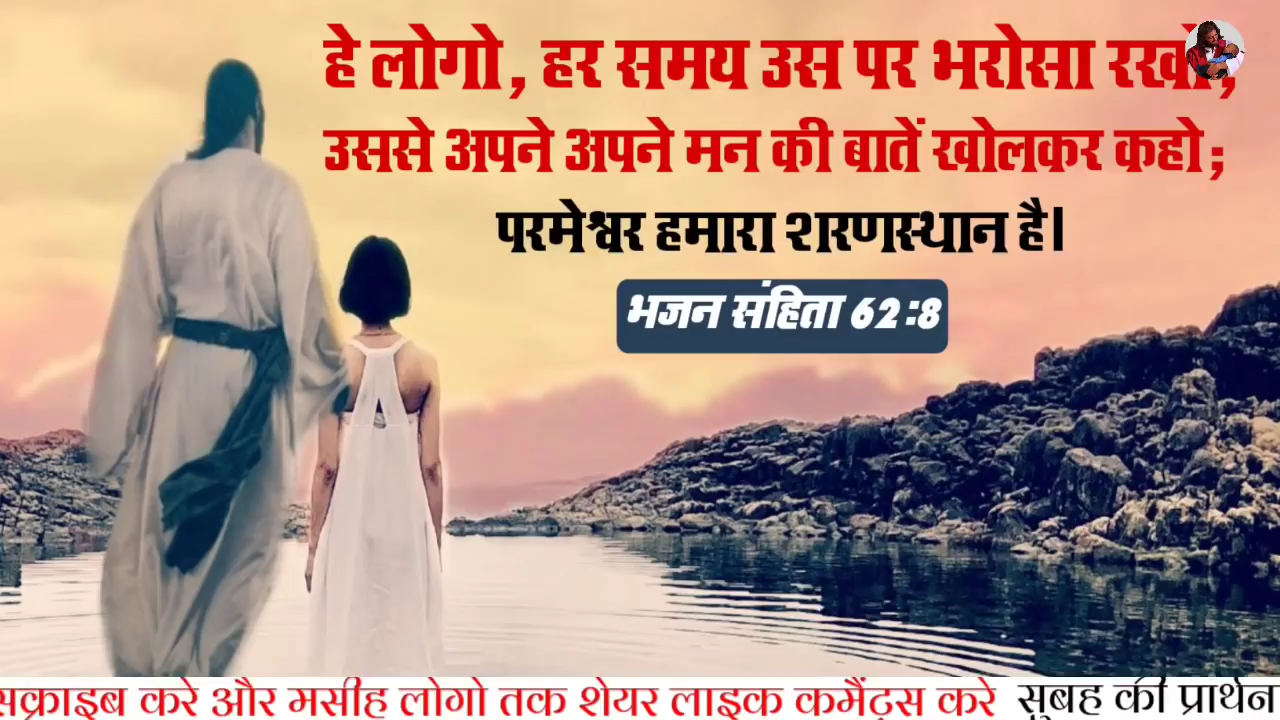 हे लोगो, हर समय उस पर भरोसा रखो,
उससे अपने अपने मन की बातें खोलकर कहो;
परमेश्वर हमारा शरणस्थान है।
भजन संहिता 62:8
सक्राइब करे और मसीह लोगो तक शेयर लाइक कमैंट्स करे सुबह की प्रार्थना